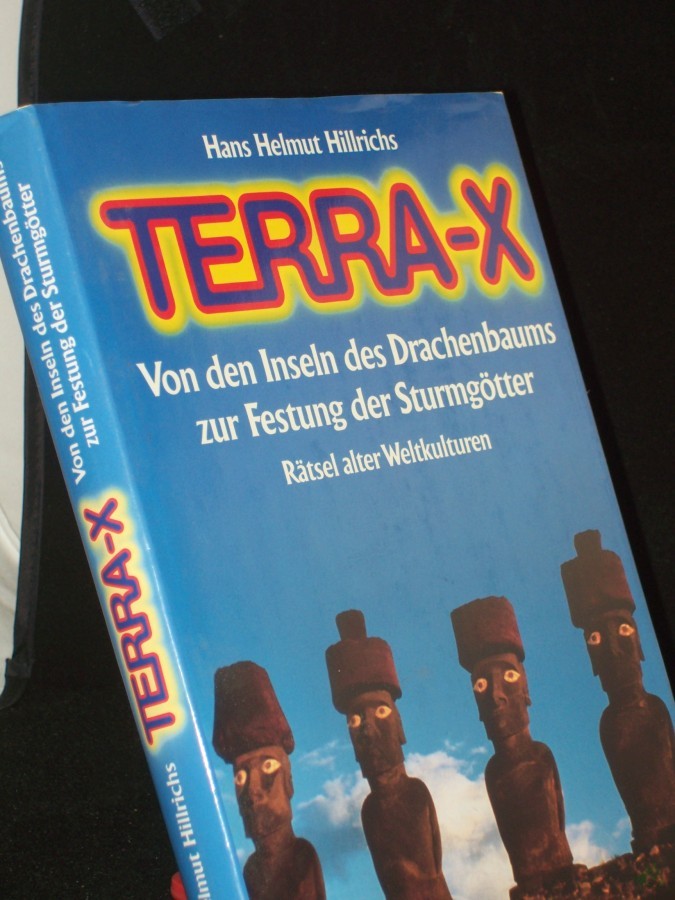 Hans Helmut Hillrichs
TERRA-X
Von den Inseln des Drachenbaums
zur Festung der Sturmgötter
Rätsel alter Weltkulturen
Von den Inseln des Drachenbaums
zur Festung der Sturmgötter
TERRA-X
Hillrichs